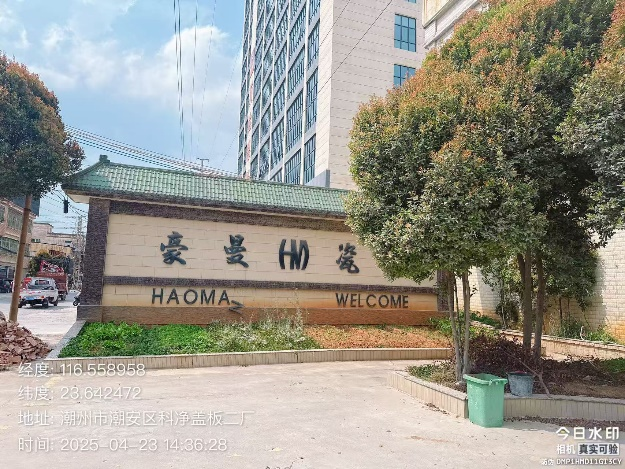 豪曼 HM 瓷
HAOMA WELCOME
经度: 116.558958
纬度: 23.642472
地址: 潮州市潮安区科净盖板二厂
时间: 2025-04-23 14:36:28
今日水印
相机 真实可验